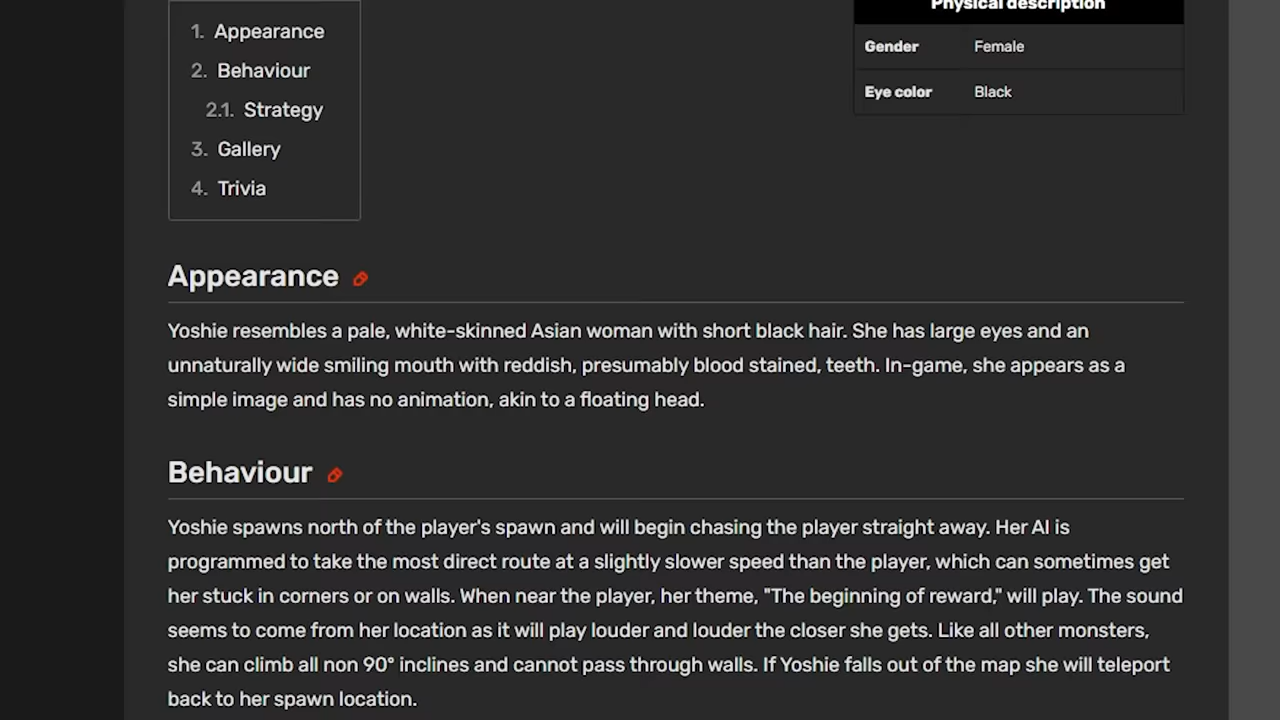 1. Appearance
2. Behaviour
2.1. Strategy
3. Gallery
4. Trivia
Physical description
Gender Female
Eye color Black
Appearance
Yoshie resembles a pale, white-skinned Asian woman with short black hair. She has large eyes and an
unnaturally wide smiling mouth with reddish, presumably blood stained, teeth. In-game, she appears as a
simple image and has no animation, akin to a floating head.
Behaviour
Yoshie spawns north of the player's spawn and will begin chasing the player straight away. Her AI is
programmed to take the most direct route at a slightly slower speed than the player, which can sometimes get
her stuck in corners or on walls. When near the player, her theme, "The beginning of reward," will play. The sound
seems to come from her location as it will play louder and louder the closer she gets. Like all other monsters,
she can climb all non 90° inclines and cannot pass through walls. If Yoshie falls out of the map she will teleport
back to her spawn location.